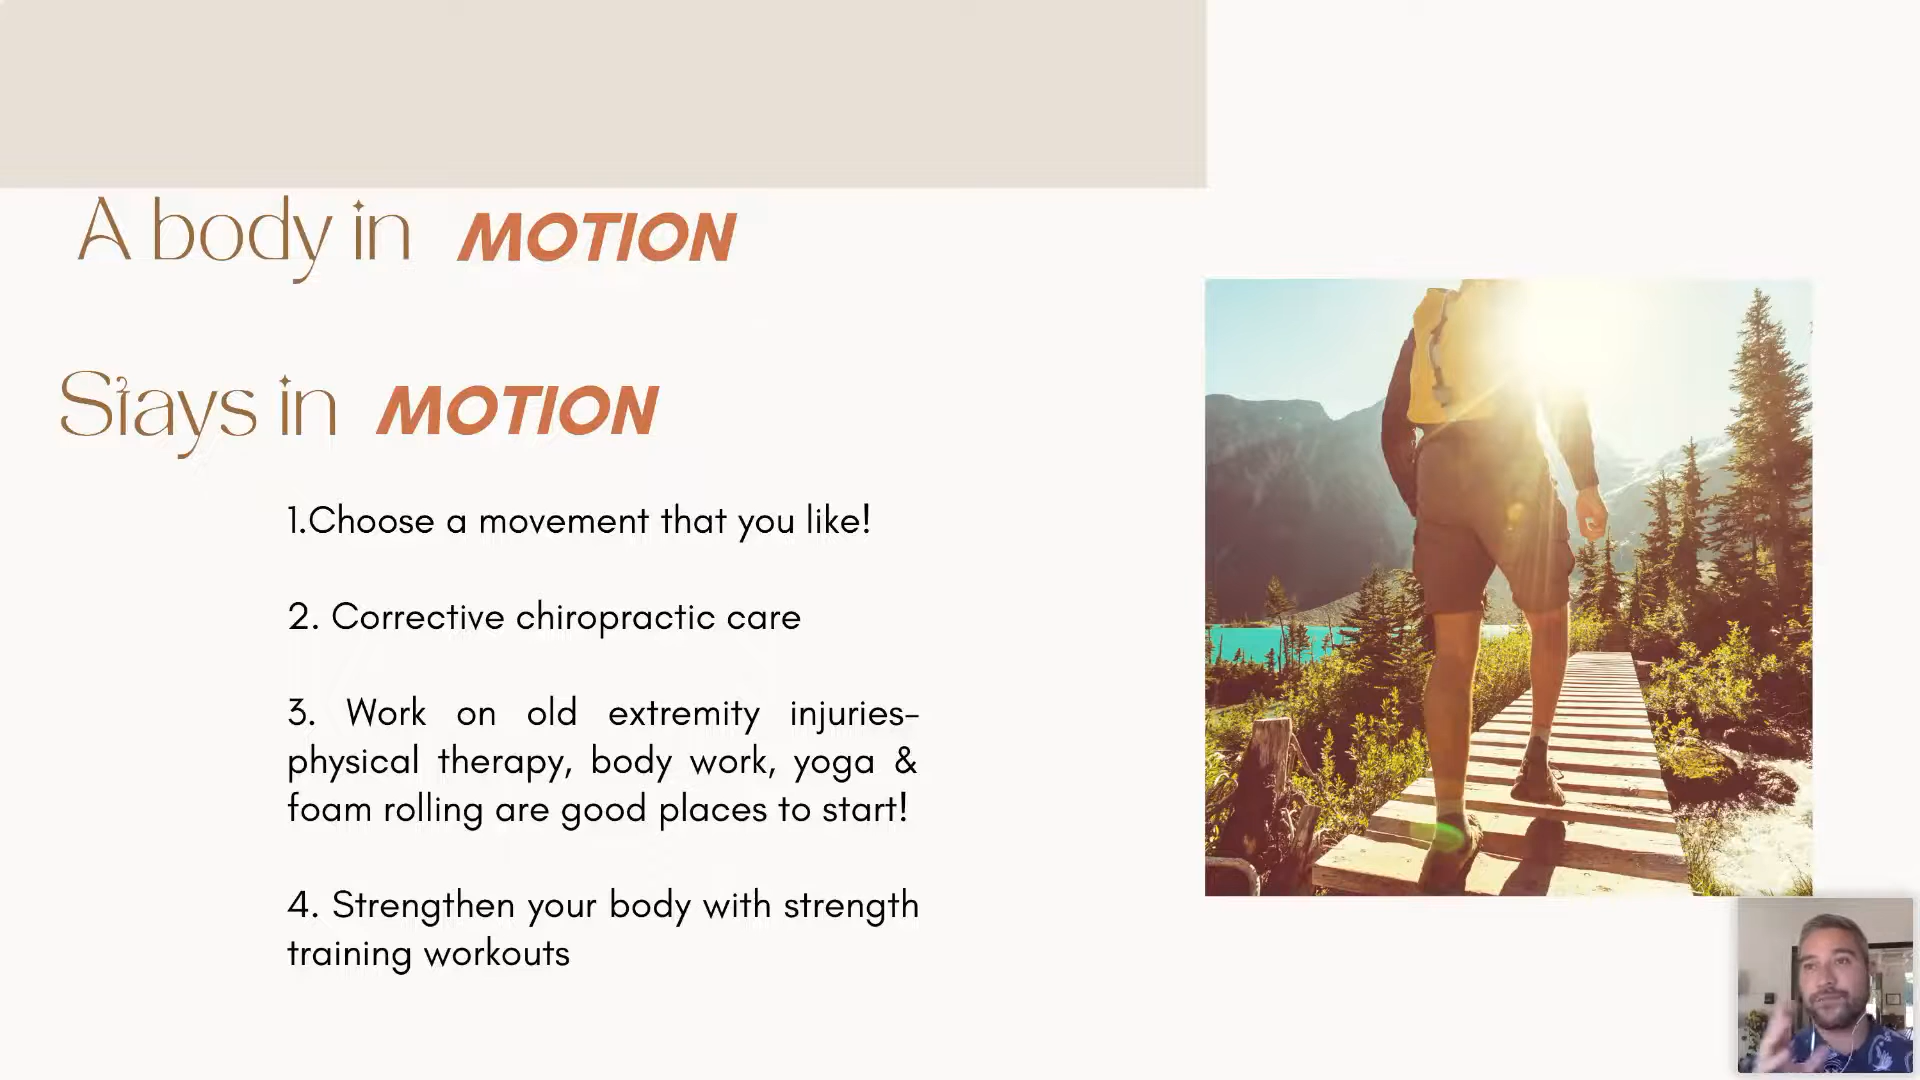 A body in MOTION
Stays in MOTION
1.Choose a movement that you like!
2. Corrective chiropractic care
3. Work on old extremity injuries-
physical therapy, body work, yoga &
foam rolling are good places to start!
4. Strengthen your body with strength
training workouts